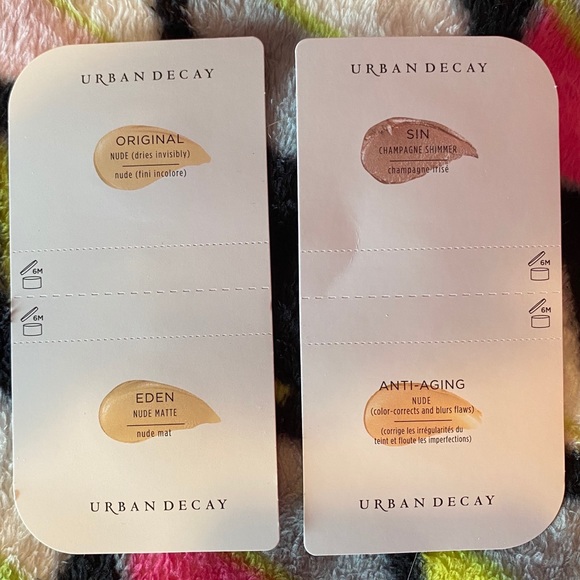 URBAN DECAY
ORIGINAL
NUDE (dries invisibly)
nude (fini incolore)
6M
6M
EDEN
NUDE MATTE
nude mat
URBAN DECAY
URBAN DECAY
SIN
CHAMPAGNE SHIMMER
champagne irisé
6M
6M
ANTI-AGING
NUDE
(color-corrects and blurs flaws)
(corrige les irrégularités du
teint et floute les imperfections)
URBAN DECAY